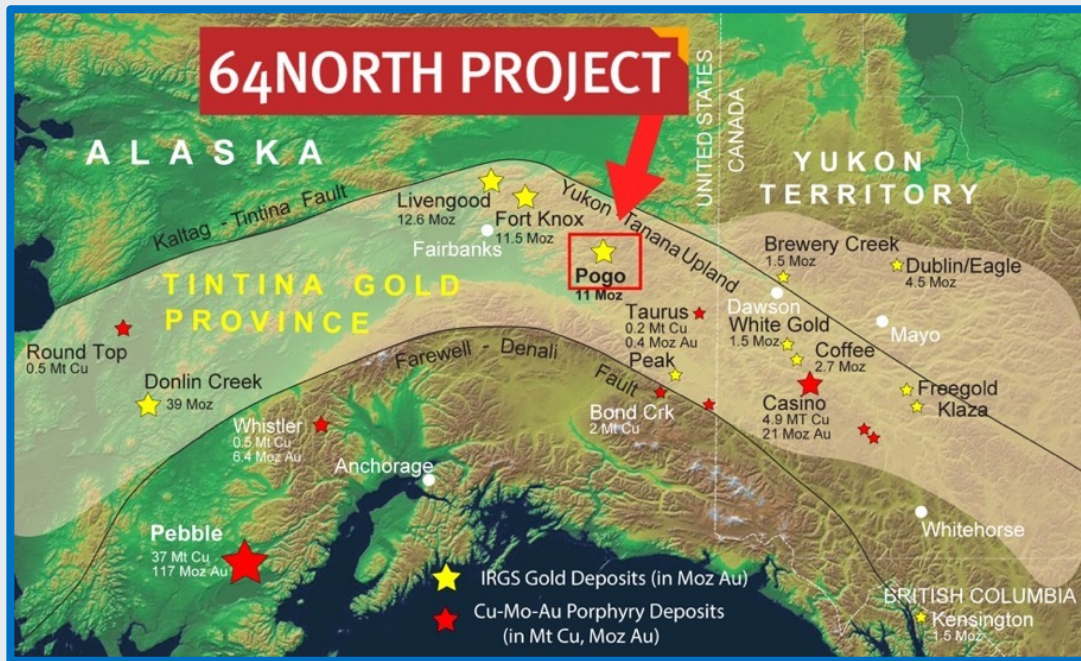 64NORTH PROJECT
ALASKA
UNITED STATES
CANADA
YUKON
TERRITORY
Kaltag - Tintina Fault
Livengood
12.6 Moz
Fort Knox
11.5 Moz
Fairbanks
Yukon - Tanana Upland
Pogo
11 Moz
Brewery Creek
1.5 Moz
Dublin/Eagle
4.5 Moz
Dawson
Mayo
TINTINA GOLD
PROVINCE
Taurus
0.2 Mt Cu
0.4 Moz Au
White Gold
1.5 Moz
Coffee
2.7 Moz
Round Top
0.5 Mt Cu
Farewell - Denali
Fault
Peak
Donlin Creek
39 Moz
Bond Crk
2 Mt Cu
Casino
4.9 MT Cu
21 Moz Au
Freegold
Klaza
Whistler
0.5 Mt Cu
6.4 Moz Au
Anchorage
Whitehorse
Pebble
37 Mt Cu
117 Moz Au
IRGS Gold Deposits (in Moz Au)
Cu-Mo-Au Porphyry Deposits
(in Mt Cu, Moz Au)
BRITISH COLUMBIA
Kensington
1.5 Moz